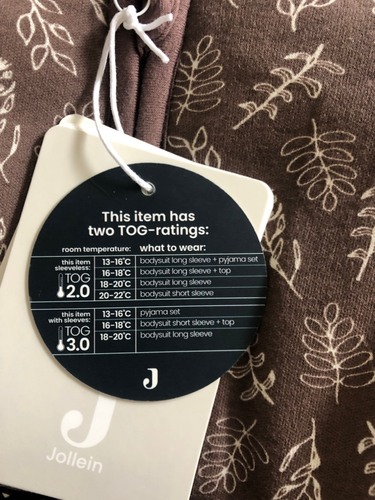 This item has
two TOG-ratings:
room temperature: what to wear:
this item
sleeveless:
TOG
2.0
13-16°C bodysuit long sleeve + pyjama set
16-18°C bodysuit long sleeve + top
18-20°C bodysuit long sleeve
20-22°C bodysuit short sleeve
this item
with sleeves:
TOG
3.0
13-16°C pyjama set
16-18°C bodysuit short sleeve + top
18-20°C bodysuit long sleeve
J
J
Jollein